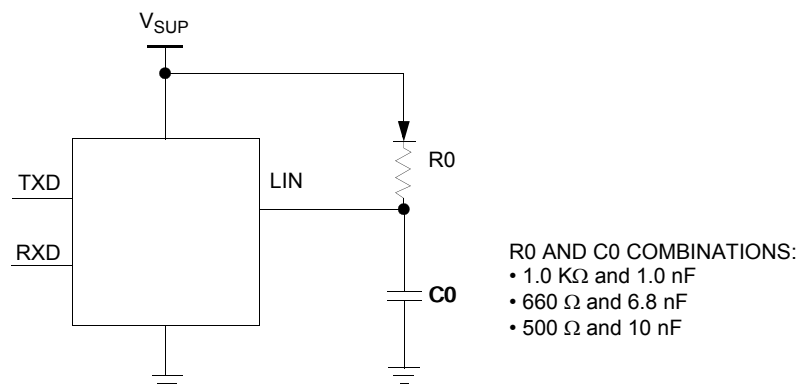 VSUP
R0
TXD
LIN
RXD
C0
R0 AND C0 COMBINATIONS:
• 1.0 KΩ and 1.0 nF
• 660 Ω and 6.8 nF
• 500 Ω and 10 nF